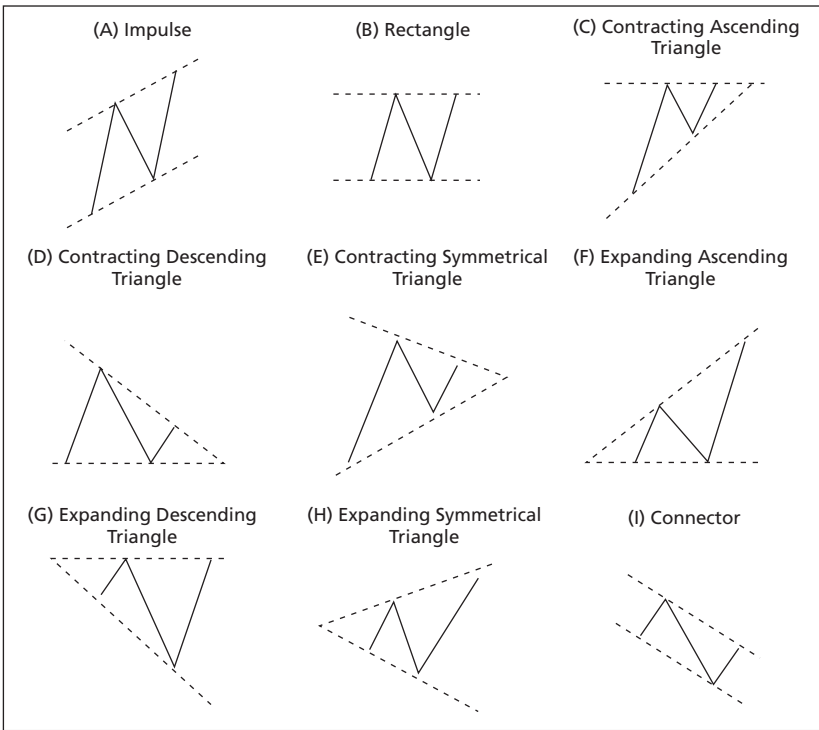 (A) Impulse
(B) Rectangle
(C) Contracting Ascending
Triangle
(D) Contracting Descending
Triangle
(E) Contracting Symmetrical
Triangle
(F) Expanding Ascending
Triangle
(G) Expanding Descending
Triangle
(H) Expanding Symmetrical
Triangle
(I) Connector